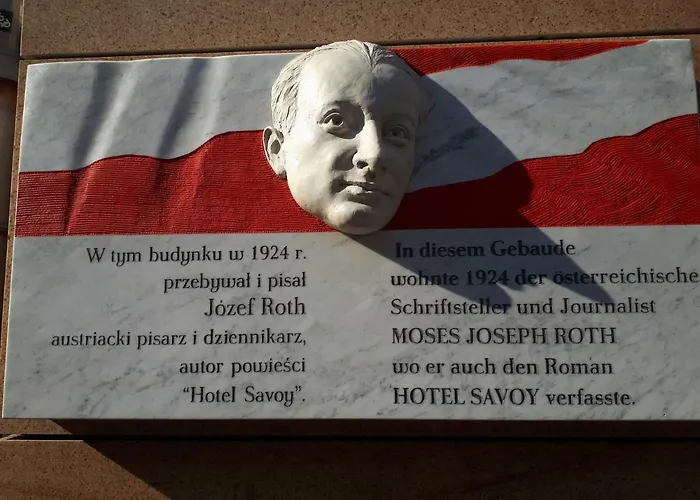 W tym budynku w 1924 r.
przebywał i pisał
Józef Roth
austriacki pisarz i dziennikarz,
autor powieści
“Hotel Savoy”.
In diesem Gebaude
wohnte 1924 der österreichische
Schriftsteller und Journalist
MOSES JOSEPH ROTH
wo er auch den Roman
HOTEL SAVOY verfasste.